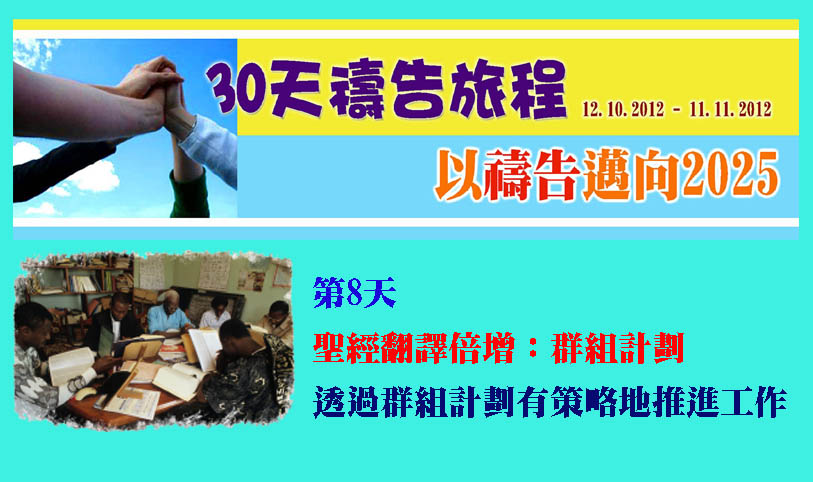 30天禱告旅程 12.10.2012 - 11.11.2012
以禱告邁向2025
第8天
聖經翻譯倍增：群組計劃
透過群組計劃有策略地推進工作